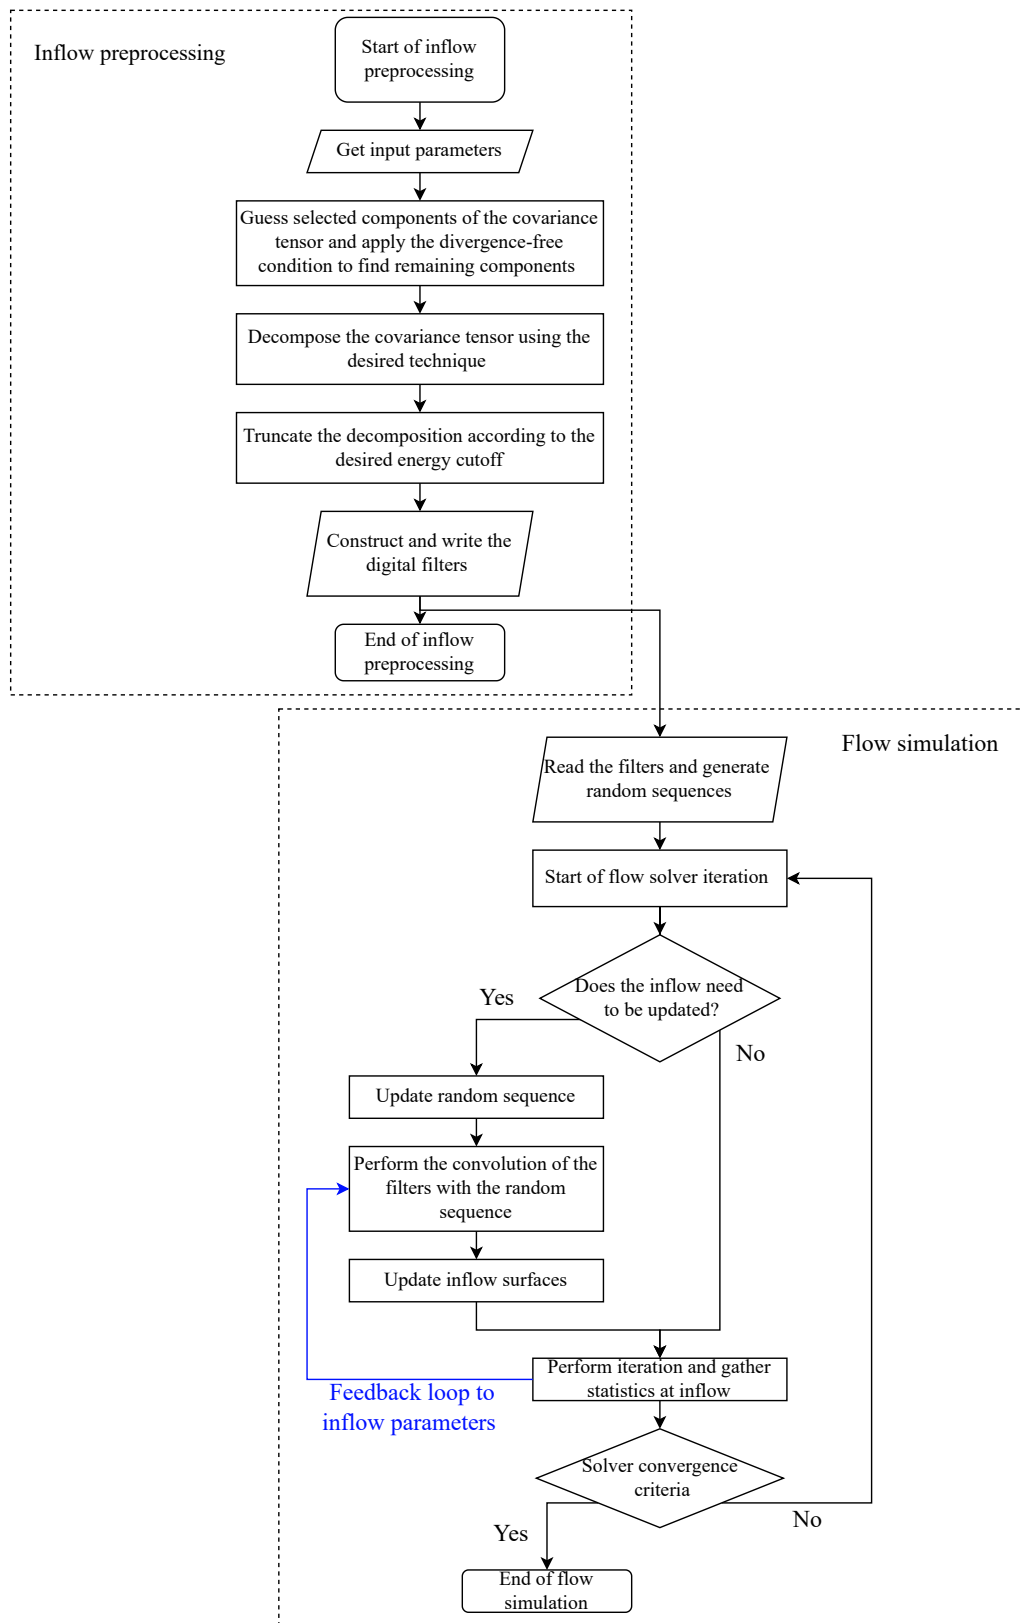 Inflow preprocessing
Start of inflow
preprocessing
Get input parameters
Guess selected components of the covariance
tensor and apply the divergence-free
condition to find remaining components
Decompose the covariance tensor using the
desired technique
Truncate the decomposition according to the
desired energy cutoff
Construct and write the
digital filters
End of inflow
preprocessing
Flow simulation
Read the filters and generate
random sequences
Start of flow solver iteration
Does the inflow need
to be updated?
Yes
No
Update random sequence
Perform the convolution of the
filters with the random
sequence
Update inflow surfaces
Perform iteration and gather
statistics at inflow
Feedback loop to
inflow parameters
Solver convergence
criteria
Yes
No
End of flow
simulation